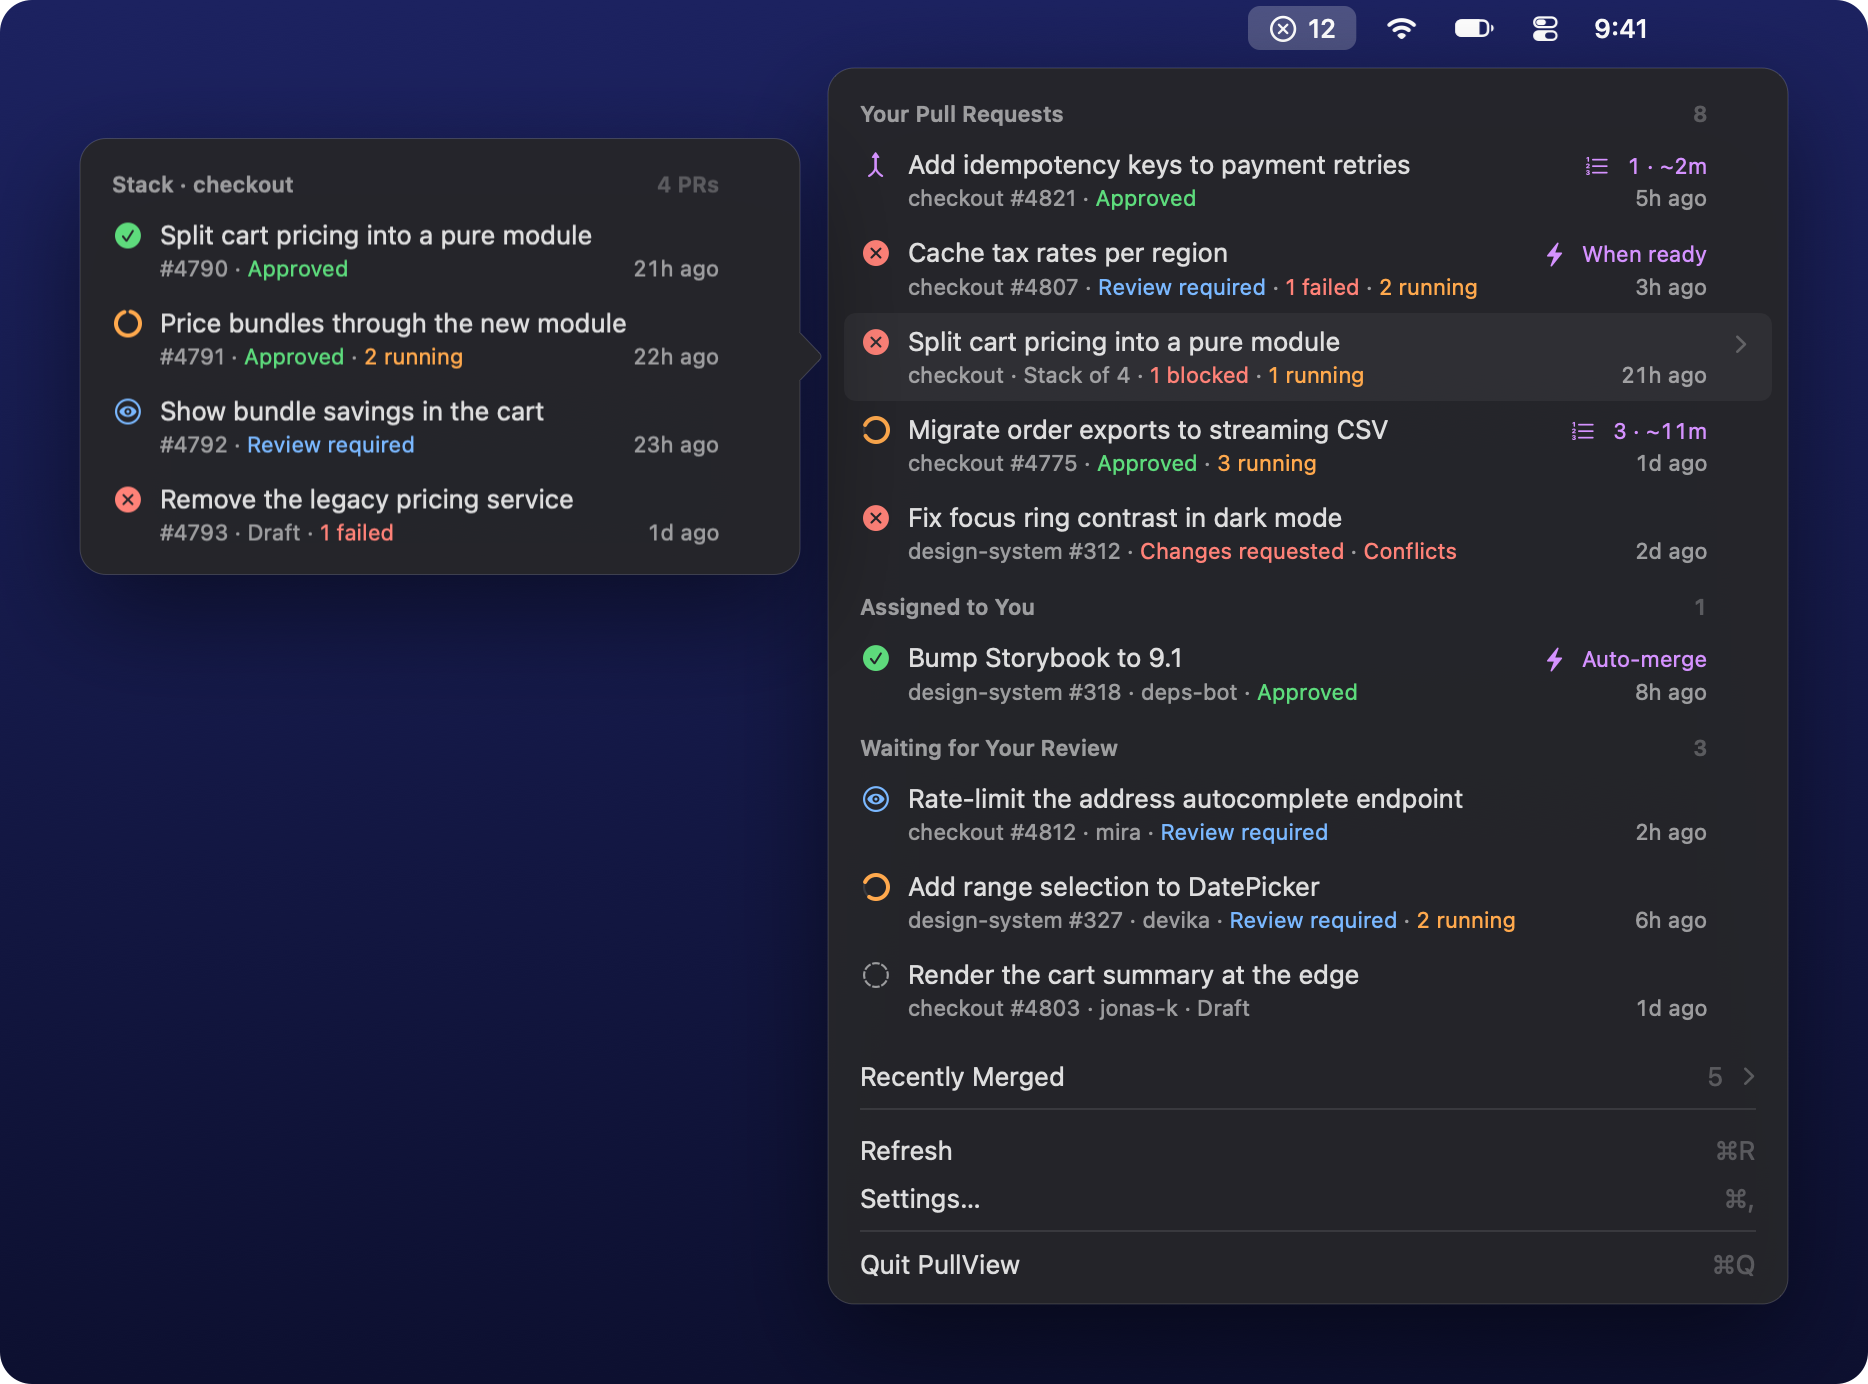 12
9:41
Stack · checkout
4 PRs
Split cart pricing into a pure module
#4790 · Approved
21h ago
Price bundles through the new module
#4791 · Approved · 2 running
22h ago
Show bundle savings in the cart
#4792 · Review required
23h ago
Remove the legacy pricing service
#4793 · Draft · 1 failed
1d ago
Your Pull Requests
8
Add idempotency keys to payment retries
1 · ~2m
checkout #4821 · Approved
5h ago
Cache tax rates per region
When ready
checkout #4807 · Review required · 1 failed · 2 running
3h ago
Split cart pricing into a pure module
checkout · Stack of 4 · 1 blocked · 1 running
21h ago
Migrate order exports to streaming CSV
3 · ~11m
checkout #4775 · Approved · 3 running
1d ago
Fix focus ring contrast in dark mode
design-system #312 · Changes requested · Conflicts
2d ago
Assigned to You
1
Bump Storybook to 9.1
Auto-merge
design-system #318 · deps-bot · Approved
8h ago
Waiting for Your Review
3
Rate-limit the address autocomplete endpoint
checkout #4812 · mira · Review required
2h ago
Add range selection to DatePicker
design-system #327 · devika · Review required · 2 running
6h ago
Render the cart summary at the edge
checkout #4803 · jonas-k · Draft
1d ago
Recently Merged
5
Refresh
⌘R
Settings...
⌘,
Quit PullView
⌘Q